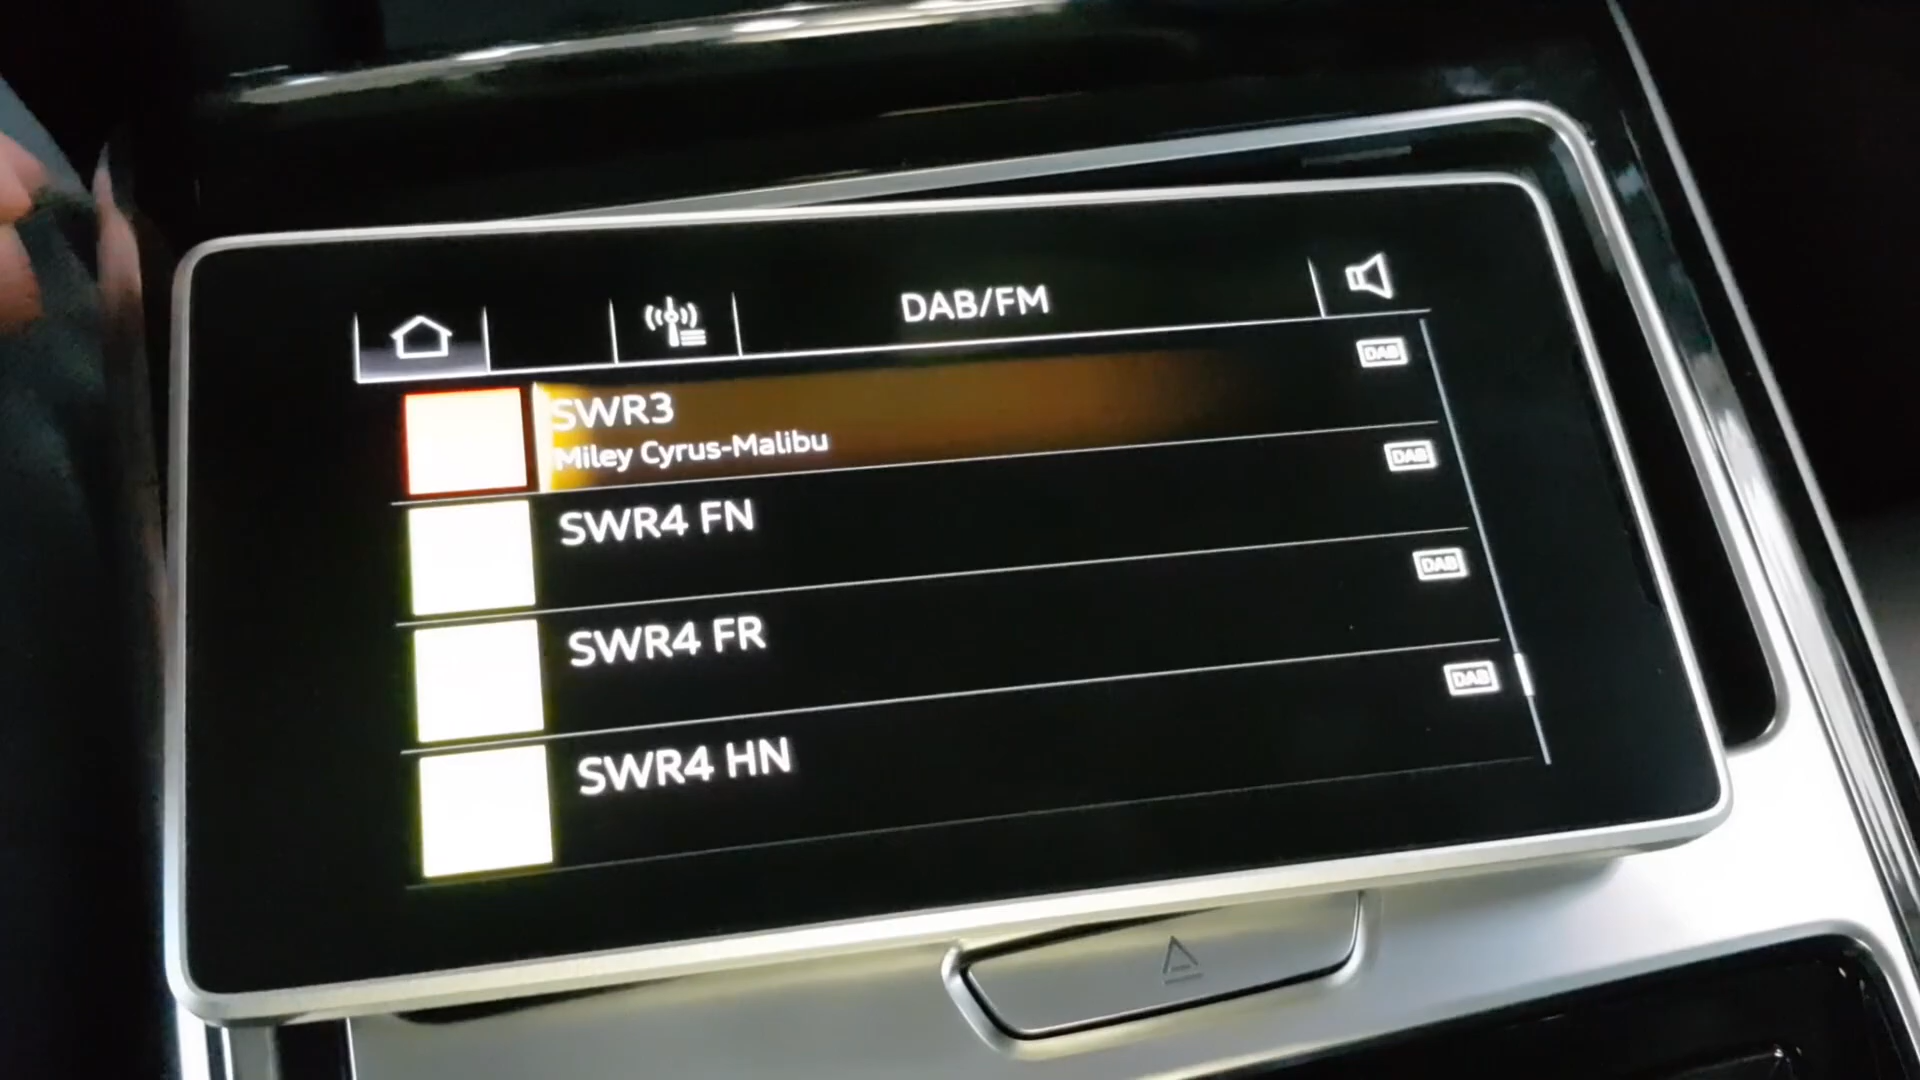 DAB/FM
SWR3
DAB
Miley Cyrus-Malibu
SWR4 FN
DAB
SWR4 FR
DAB
SWR4 HN
DAB